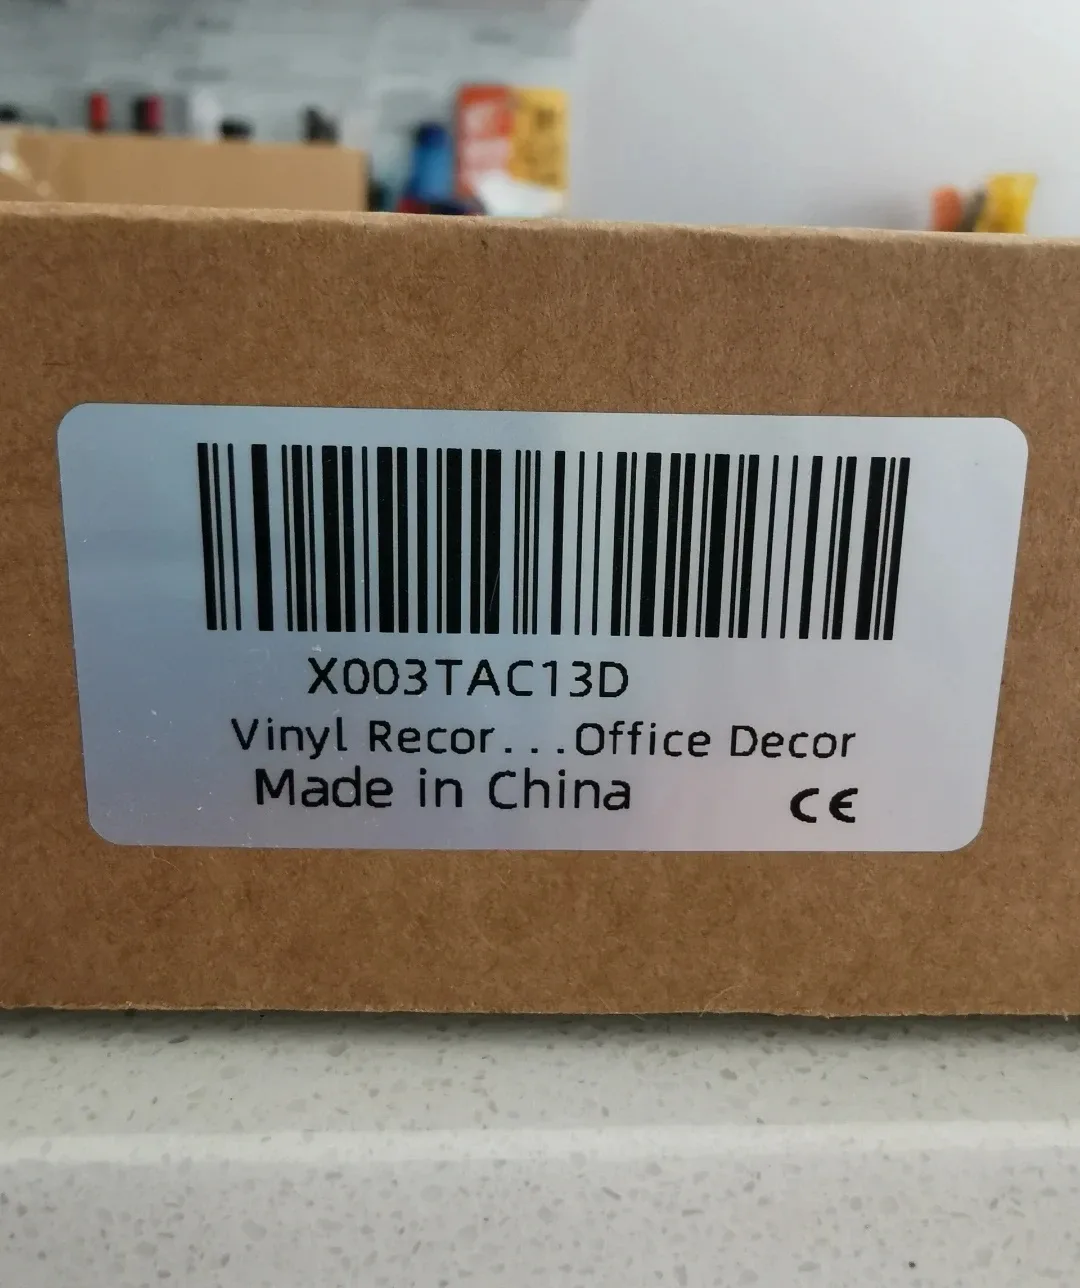 X003TAC13D
Vinyl Recor...Office Decor
Made in China
CE